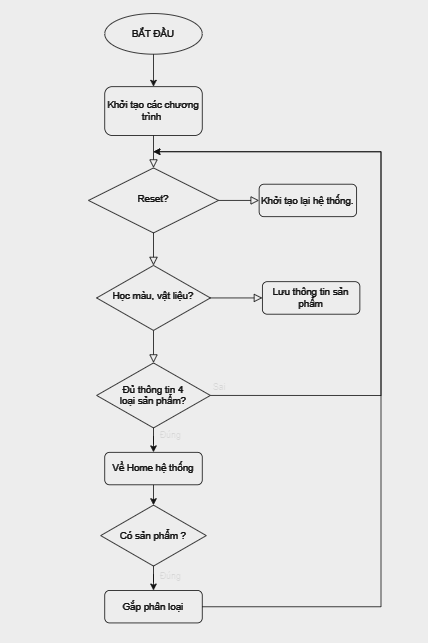 BẮT ĐẦU
Khởi tạo các chương
trình
Reset?
Khởi tạo lại hệ thống.
Học màu, vật liệu?
Lưu thông tin sản
phẩm
Đủ thông tin 4
loại sản phẩm?
Sai
Đúng
Về Home hệ thống
Có sản phẩm ?
Đúng
Gắp phân loại